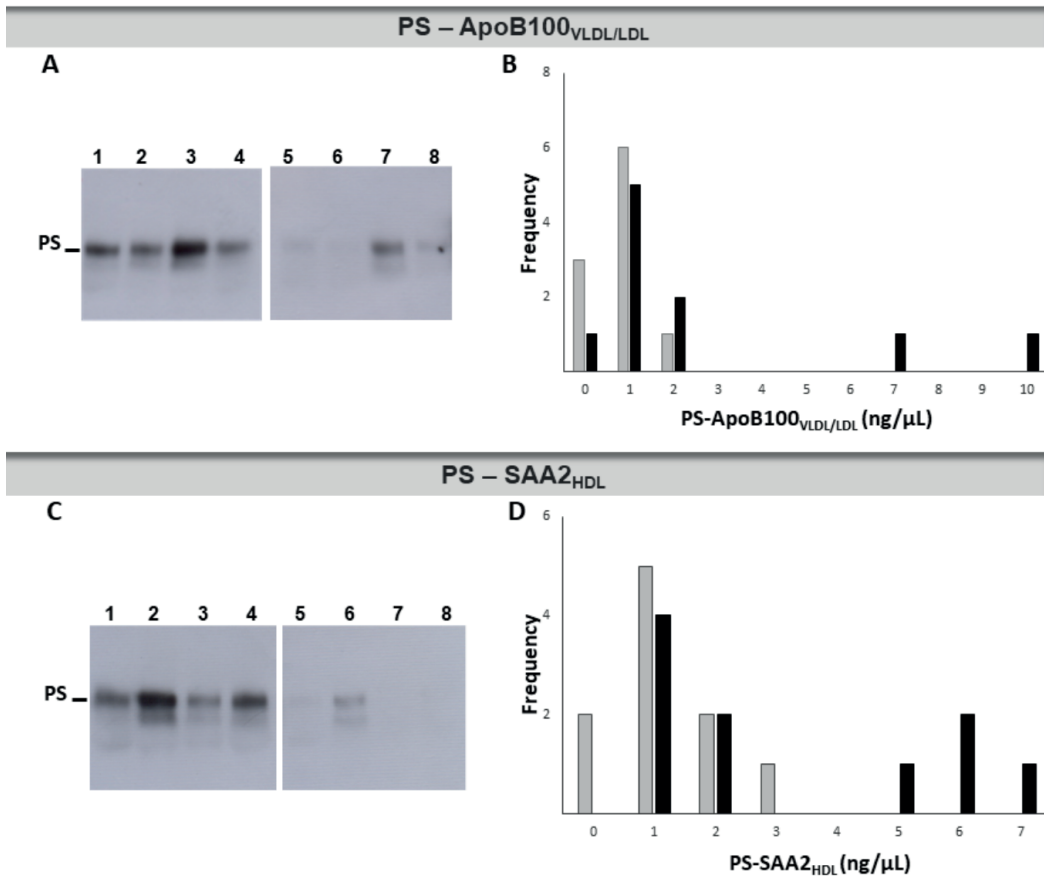 PS – ApoB100VLDL/LDL
A
1 2 3 4 5 6 7 8
PS
B
8
6
4
2
Frequency
0 1 2 3 4 5 6 7 8 9 10
PS-ApoB100VLDL/LDL (ng/µL)
PS – SAA2HDL
C
1 2 3 4 5 6 7 8
PS
D
6
4
2
Frequency
0 1 2 3 4 5 6 7
PS-SAA2HDL (ng/µL)